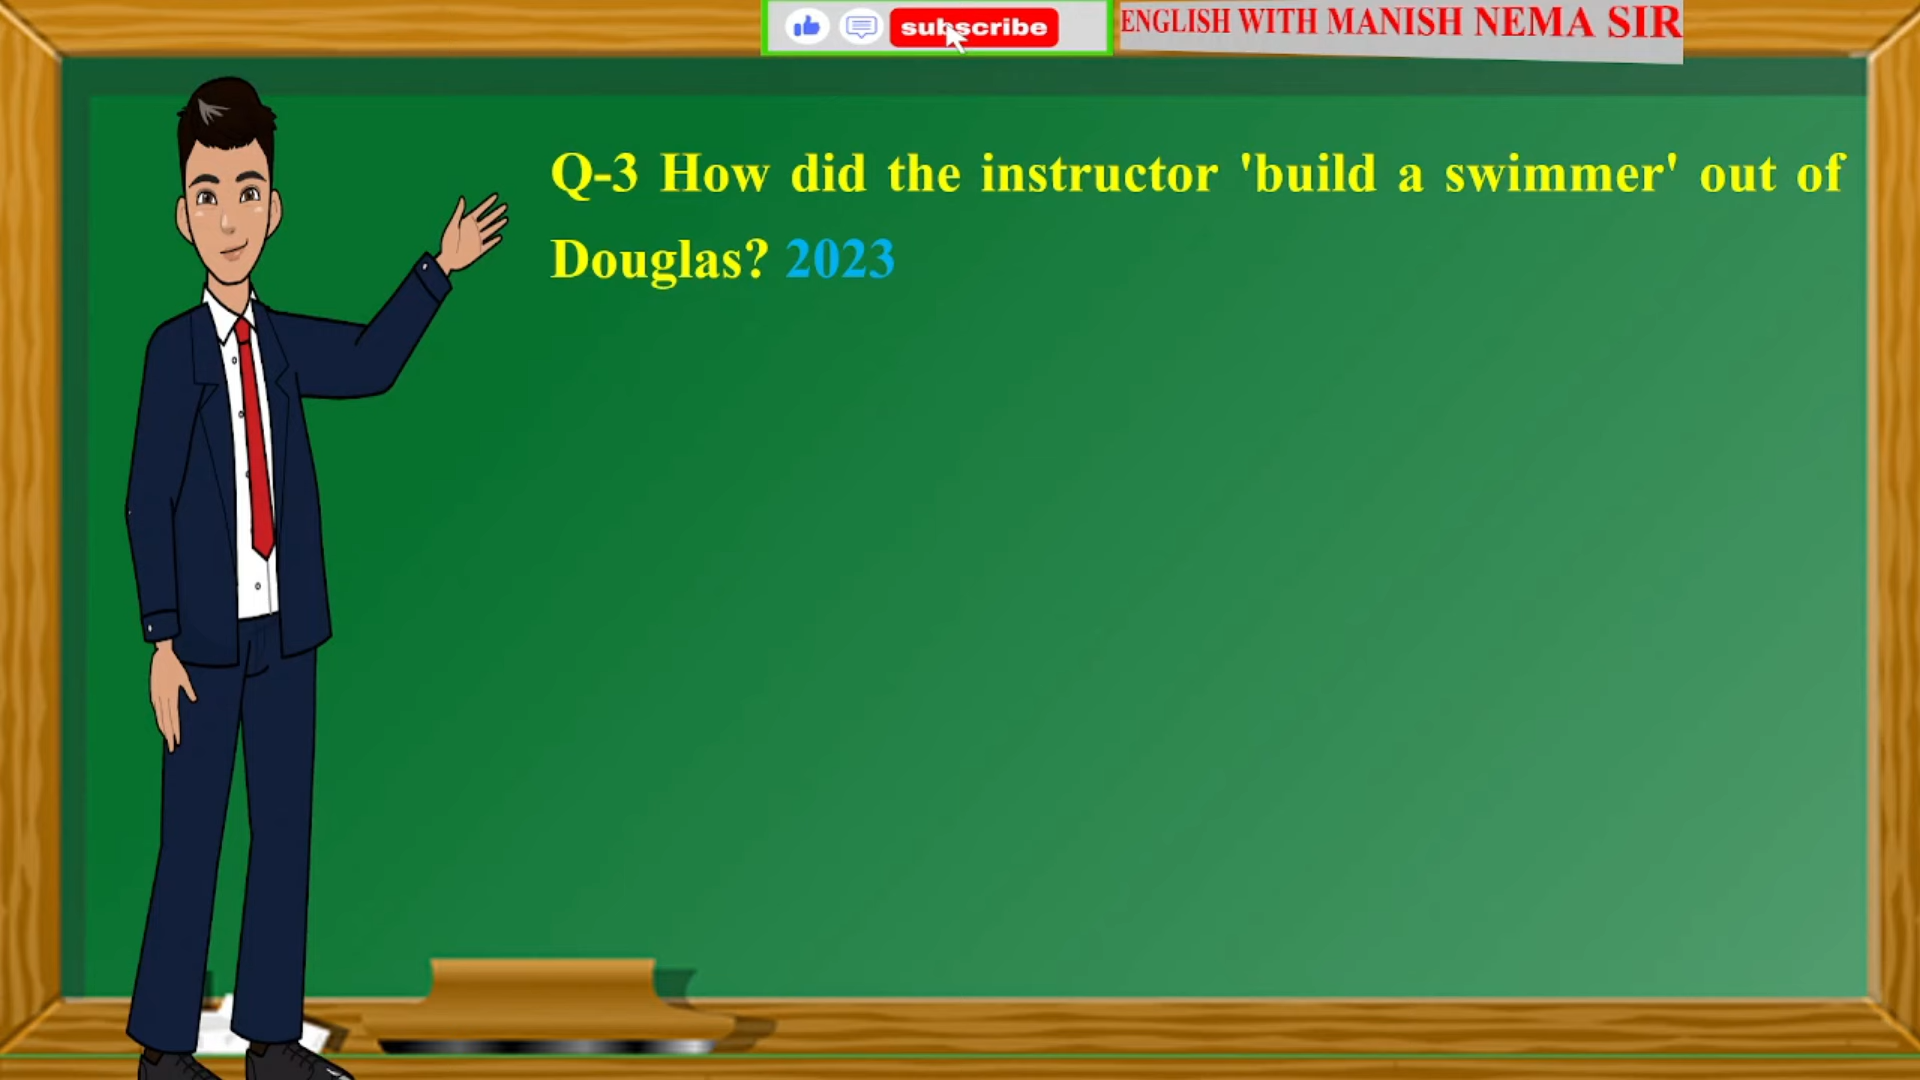 subscribe
ENGLISH WITH MANISH NEMA SIR
Q-3 How did the instructor 'build a swimmer' out of
Douglas? 2023